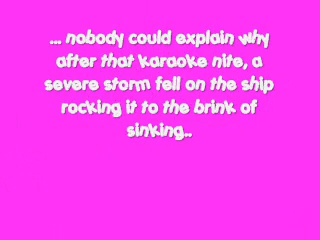 ... nobody could explain why
after that karaoke nite, a
severe storm fell on the ship
rocking it to the brink of
sinking..